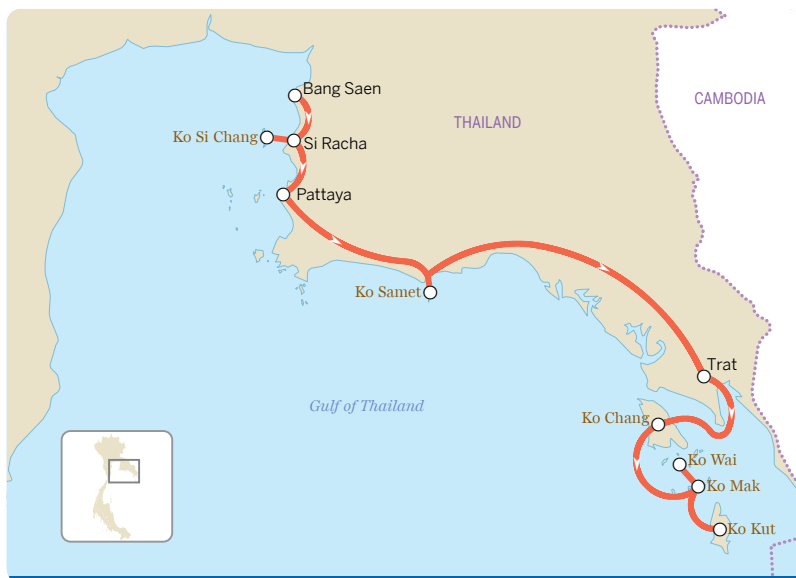 Bang Saen
CAMBODIA
THAILAND
Ko Si Chang
Si Racha
Pattaya
Ko Samet
Trat
Gulf of Thailand
Ko Chang
Ko Wai
Ko Mak
Ko Kut